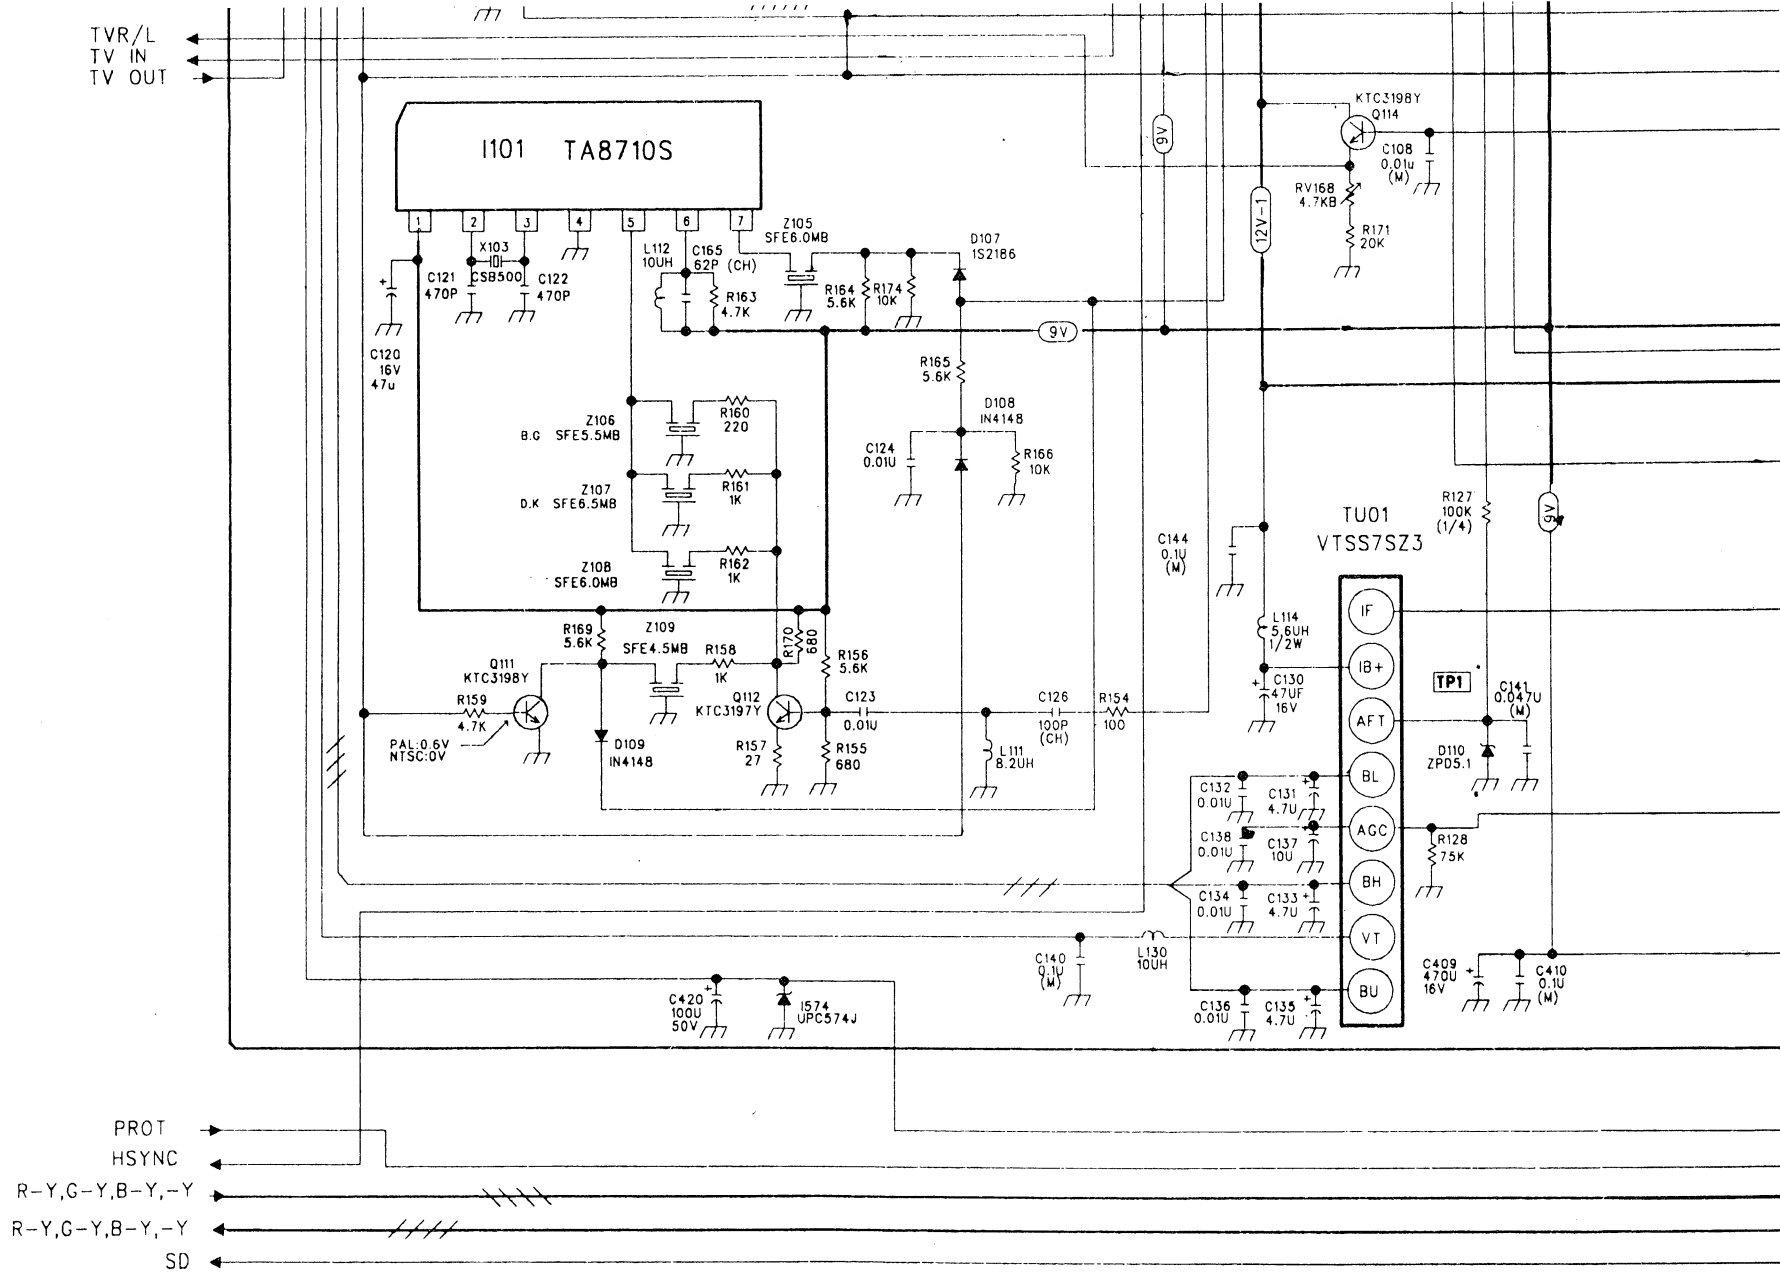 TVR/L
TV IN
TV OUT
I101 TA8710S
1
2
3
4
5
6
7
9V
KTC3198Y
Q114
C108
0.01u
(M)
RV168
4.7KB
R171
20K
12V-1
X103
CSB500
C121
470P
C122
470P
C120
16V
47u
L112
10UH
C165
62P (CH)
R163
4.7K
Z105
SFE6.0MB
R164
5.6K
R174
10K
D107
1S2186
9V
R165
5.6K
D108
IN4148
C124
0.01U
R166
10K
Z106
B.G SFE5.5MB
R160
220
Z107
D.K SFE6.5MB
R161
1K
Z108
SFE6.0MB
R162
1K
R169
5.6K
Z109
SFE4.5MB
R158
1K
R170
680
R156
5.6K
Q111
KTC3198Y
R159
4.7K
PAL:0.6V
NTSC:0V
D109
IN4148
Q112
KTC3197Y
R157
27
R155
680
C123
0.01U
L111
8.2UH
C126
100P
(CH)
R154
100
C144
0.1U
(M)
L114
5.6UH
1/2W
C130
47UF
16V
R127
100K
(1/4)
9V
TU01
VTSS7SZ3
IF
IB+
AFT
BL
AGC
BH
VT
BU
TP1
C141
0.047U
(M)
D110
ZPD5.1
C132
0.01U
C131
4.7U
C138
0.01U
C137
10U
R128
75K
C134
0.01U
C133
4.7U
C140
0.1U
(M)
L130
10UH
C136
0.01U
C135
4.7U
C409
470U
16V
C410
0.1U
(M)
C420
100U
50V
I574
UPC574J
PROT
HSYNC
R-Y,G-Y,B-Y,-Y
R-Y,G-Y,B-Y,-Y
SD